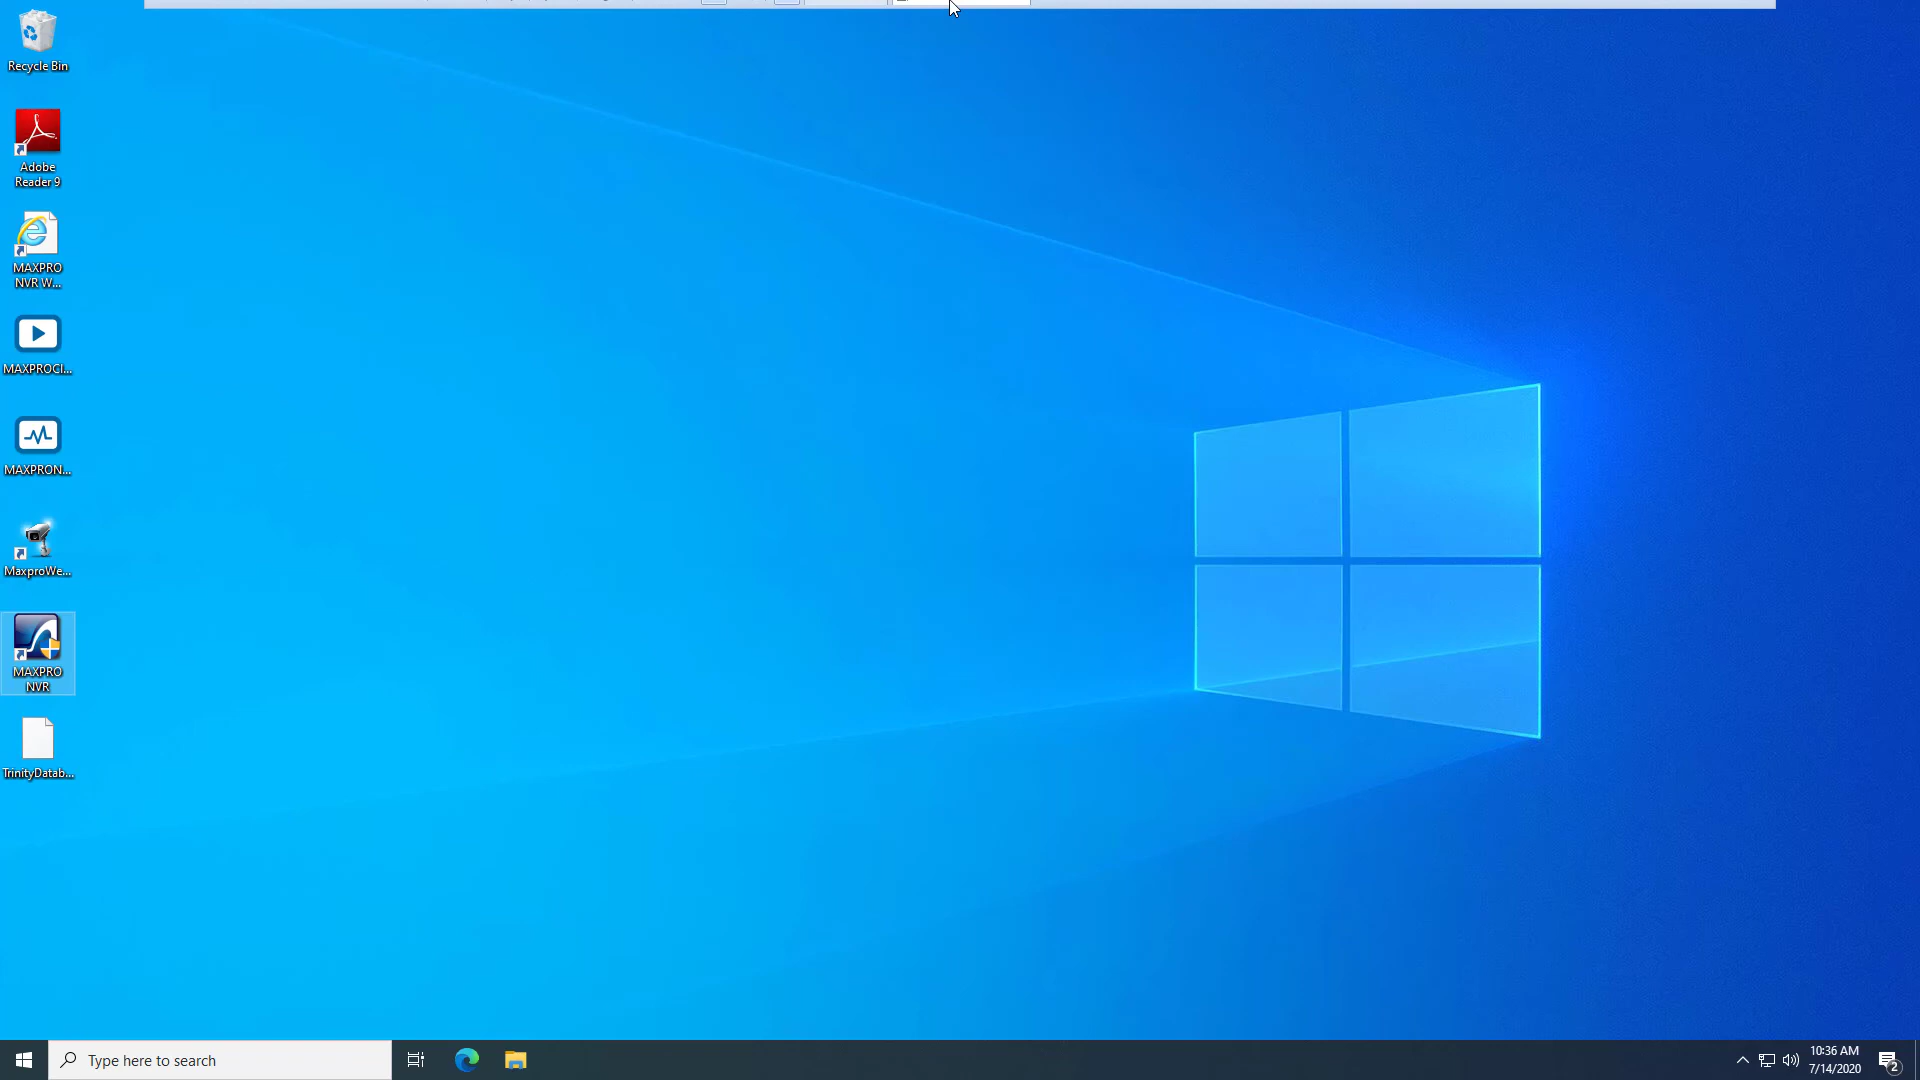 Recycle Bin
Adobe
Reader 9
MAXPRO
NVR W...
MAXPROCl...
MAXPRON...
MaxproWe...
MAXPRO
NVR
TrinityDatab...
Type here to search
10:36 AM
7/14/2020
2